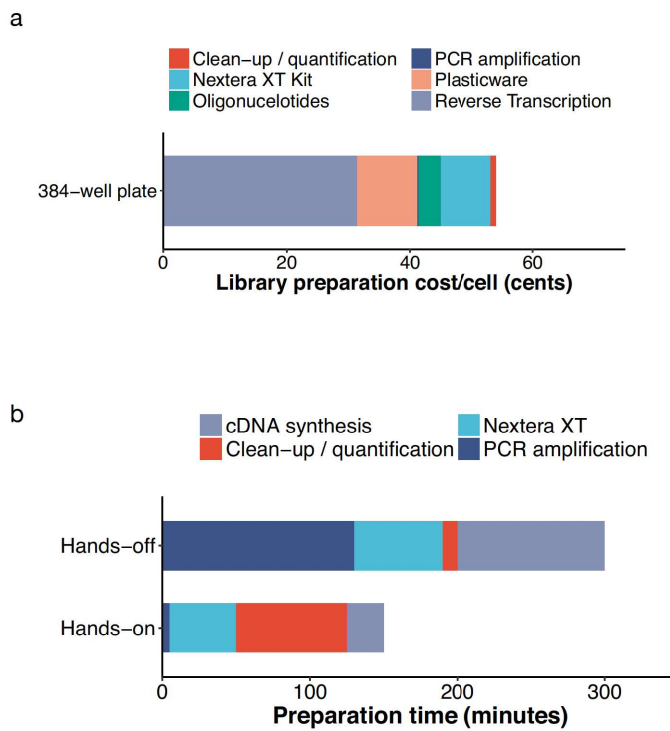 a
Clean−up / quantification PCR amplification
Nextera XT Kit Plasticware
Oligonucelotides Reverse Transcription
384−well plate
0 20 40 60
Library preparation cost/cell (cents)
b
cDNA synthesis Nextera XT
Clean−up / quantification PCR amplification
Hands−off
Hands−on
0 100 200 300
Preparation time (minutes)